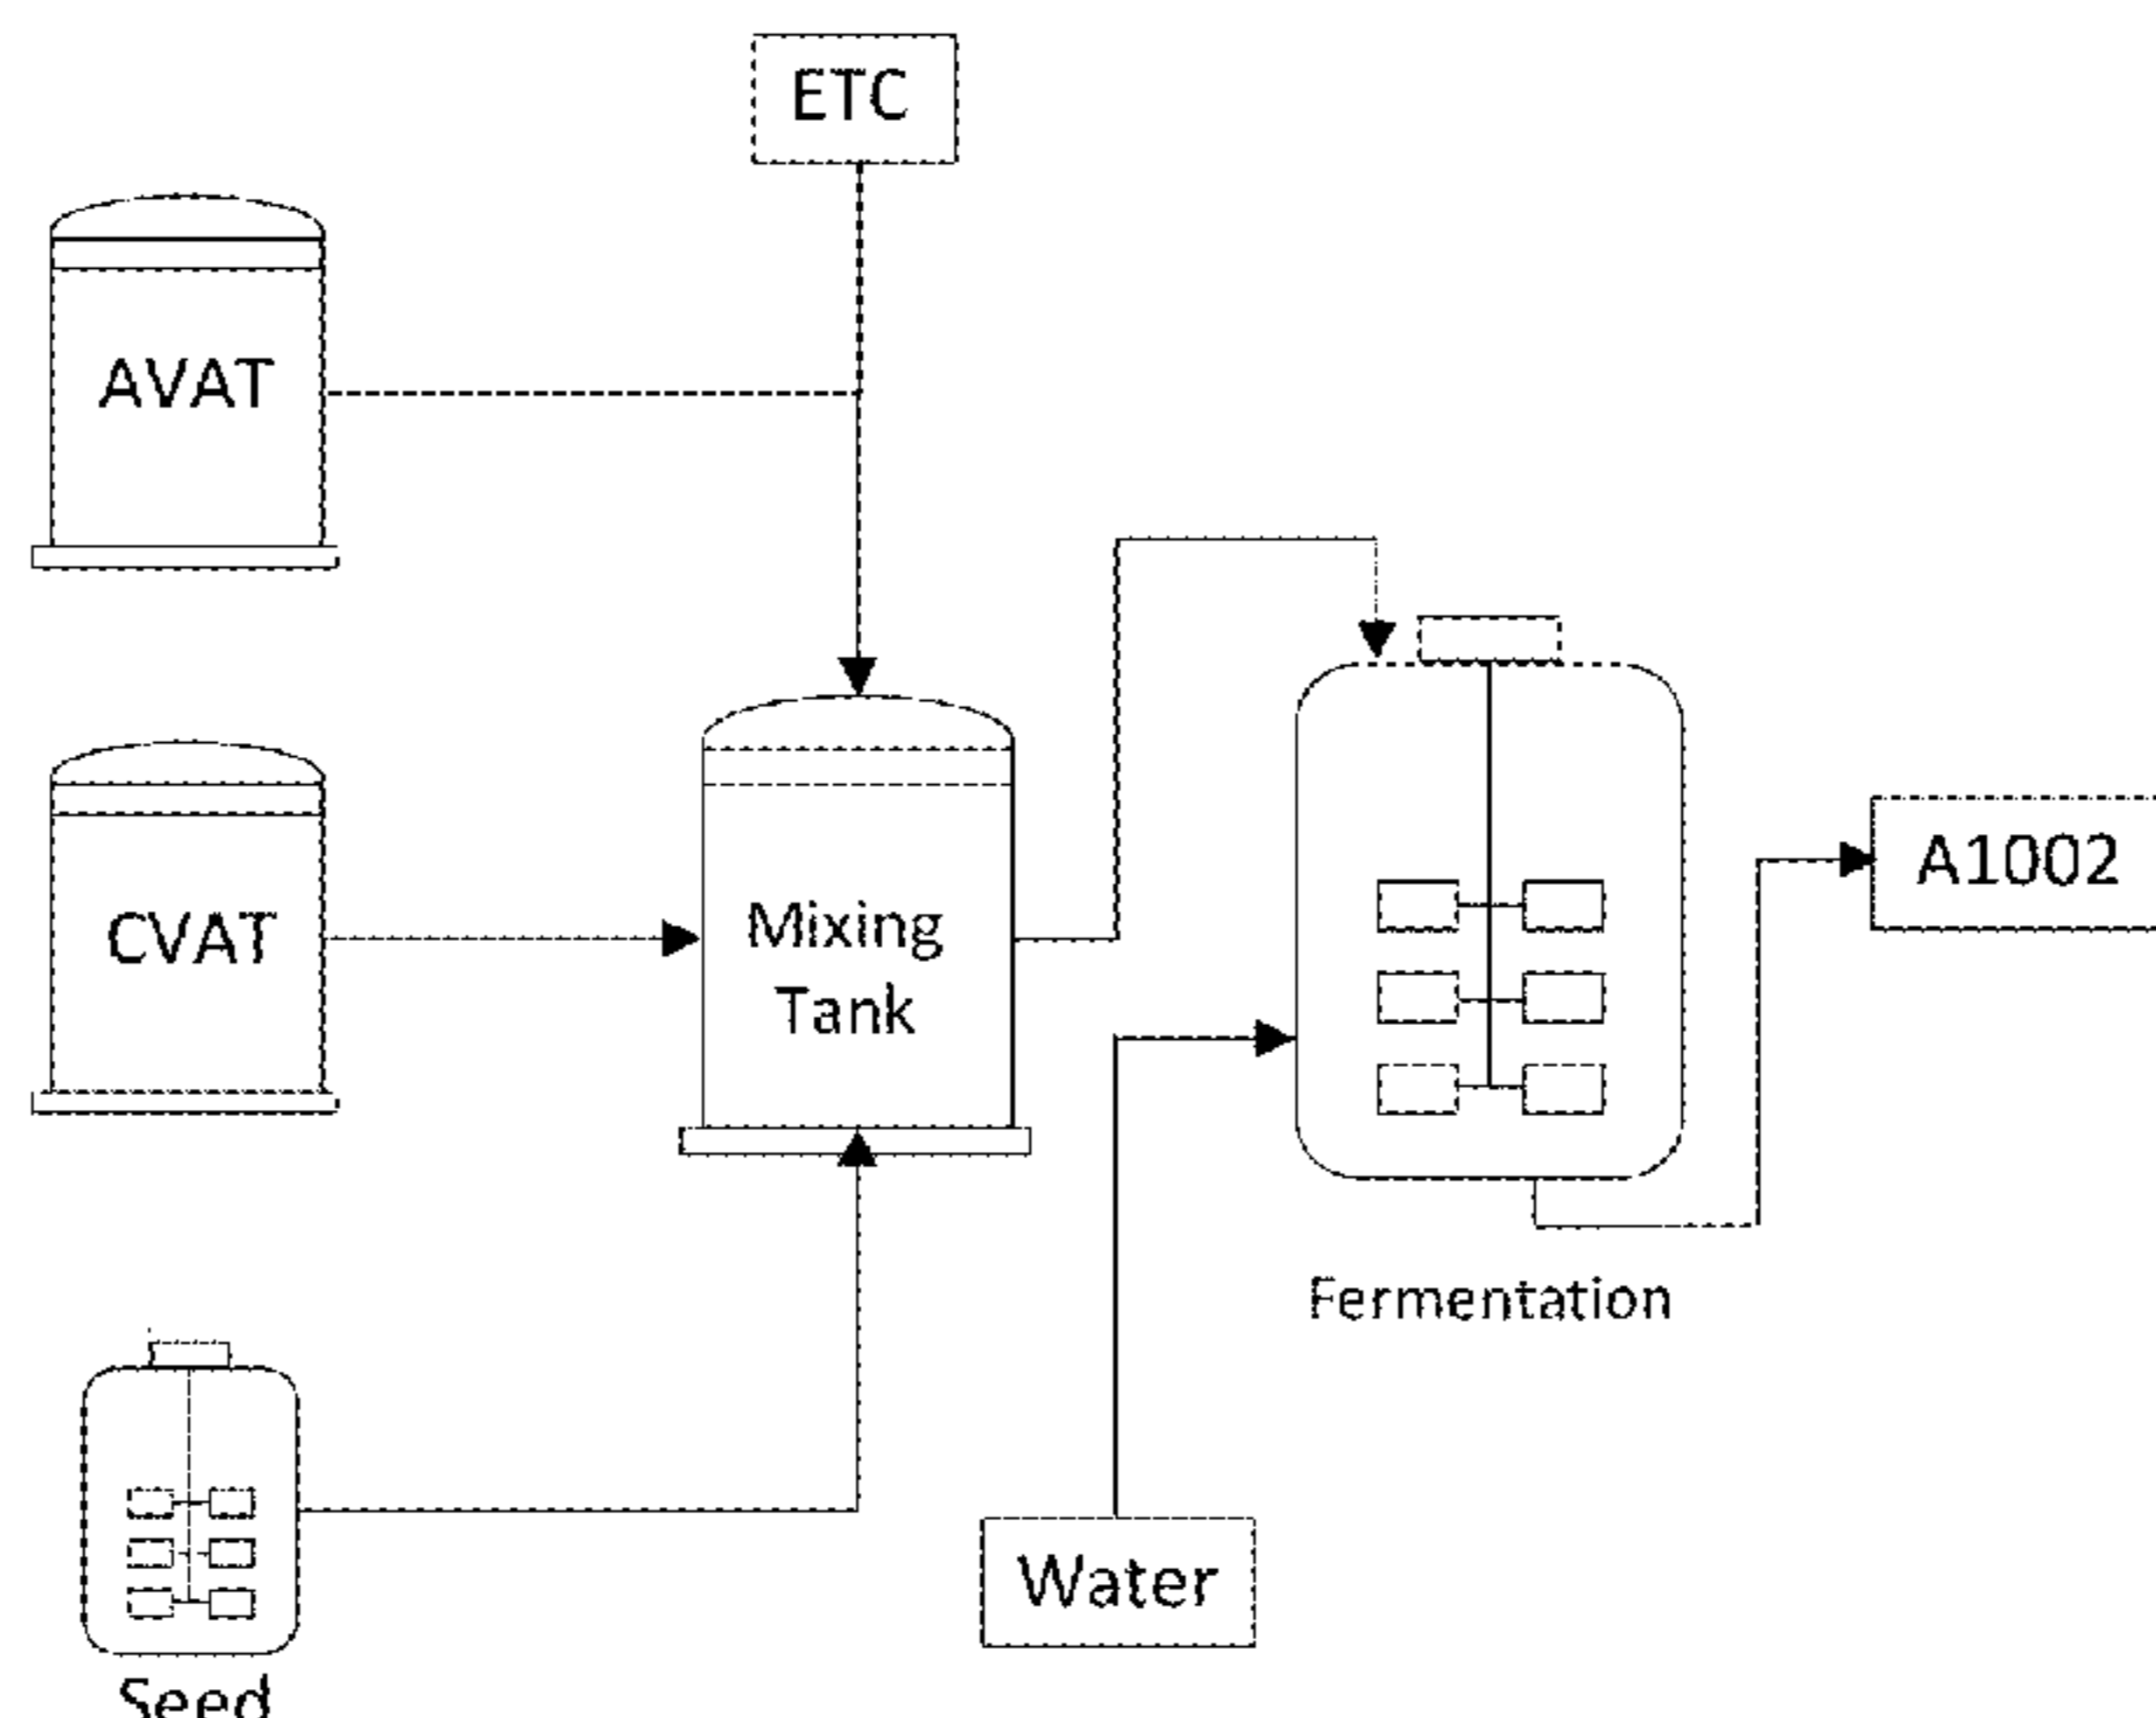 ETC
AVAT
CVAT
Mixing
Tank
A1002
Fermentation
Water
Seed